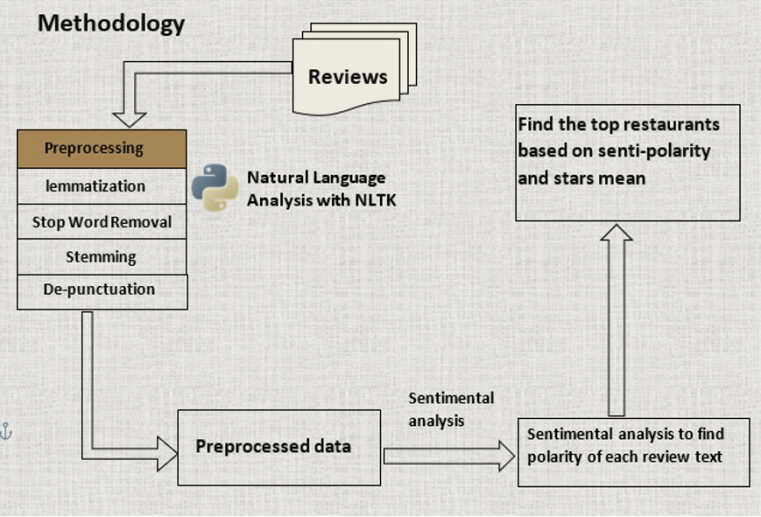 Methodology
Reviews
Preprocessing
lemmatization
Stop Word Removal
Stemming
De-punctuation
Natural Language
Analysis with NLTK
Preprocessed data
Sentimental
analysis
Sentimental analysis to find
polarity of each review text
Find the top restaurants
based on senti-polarity
and stars mean